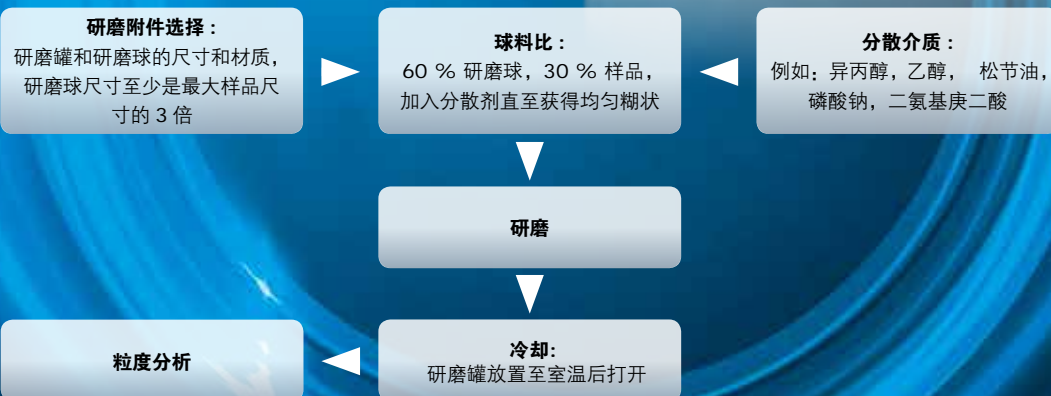 研磨附件选择：
研磨罐和研磨球的尺寸和材质，
研磨球尺寸至少是最大样品尺
寸的 3 倍
球料比：
60 % 研磨球，30 % 样品，
加入分散剂直至获得均匀糊状
分散介质：
例如：异丙醇，乙醇， 松节油，
磷酸钠，二氨基庚二酸
研磨
冷却:
研磨罐放置至室温后打开
粒度分析